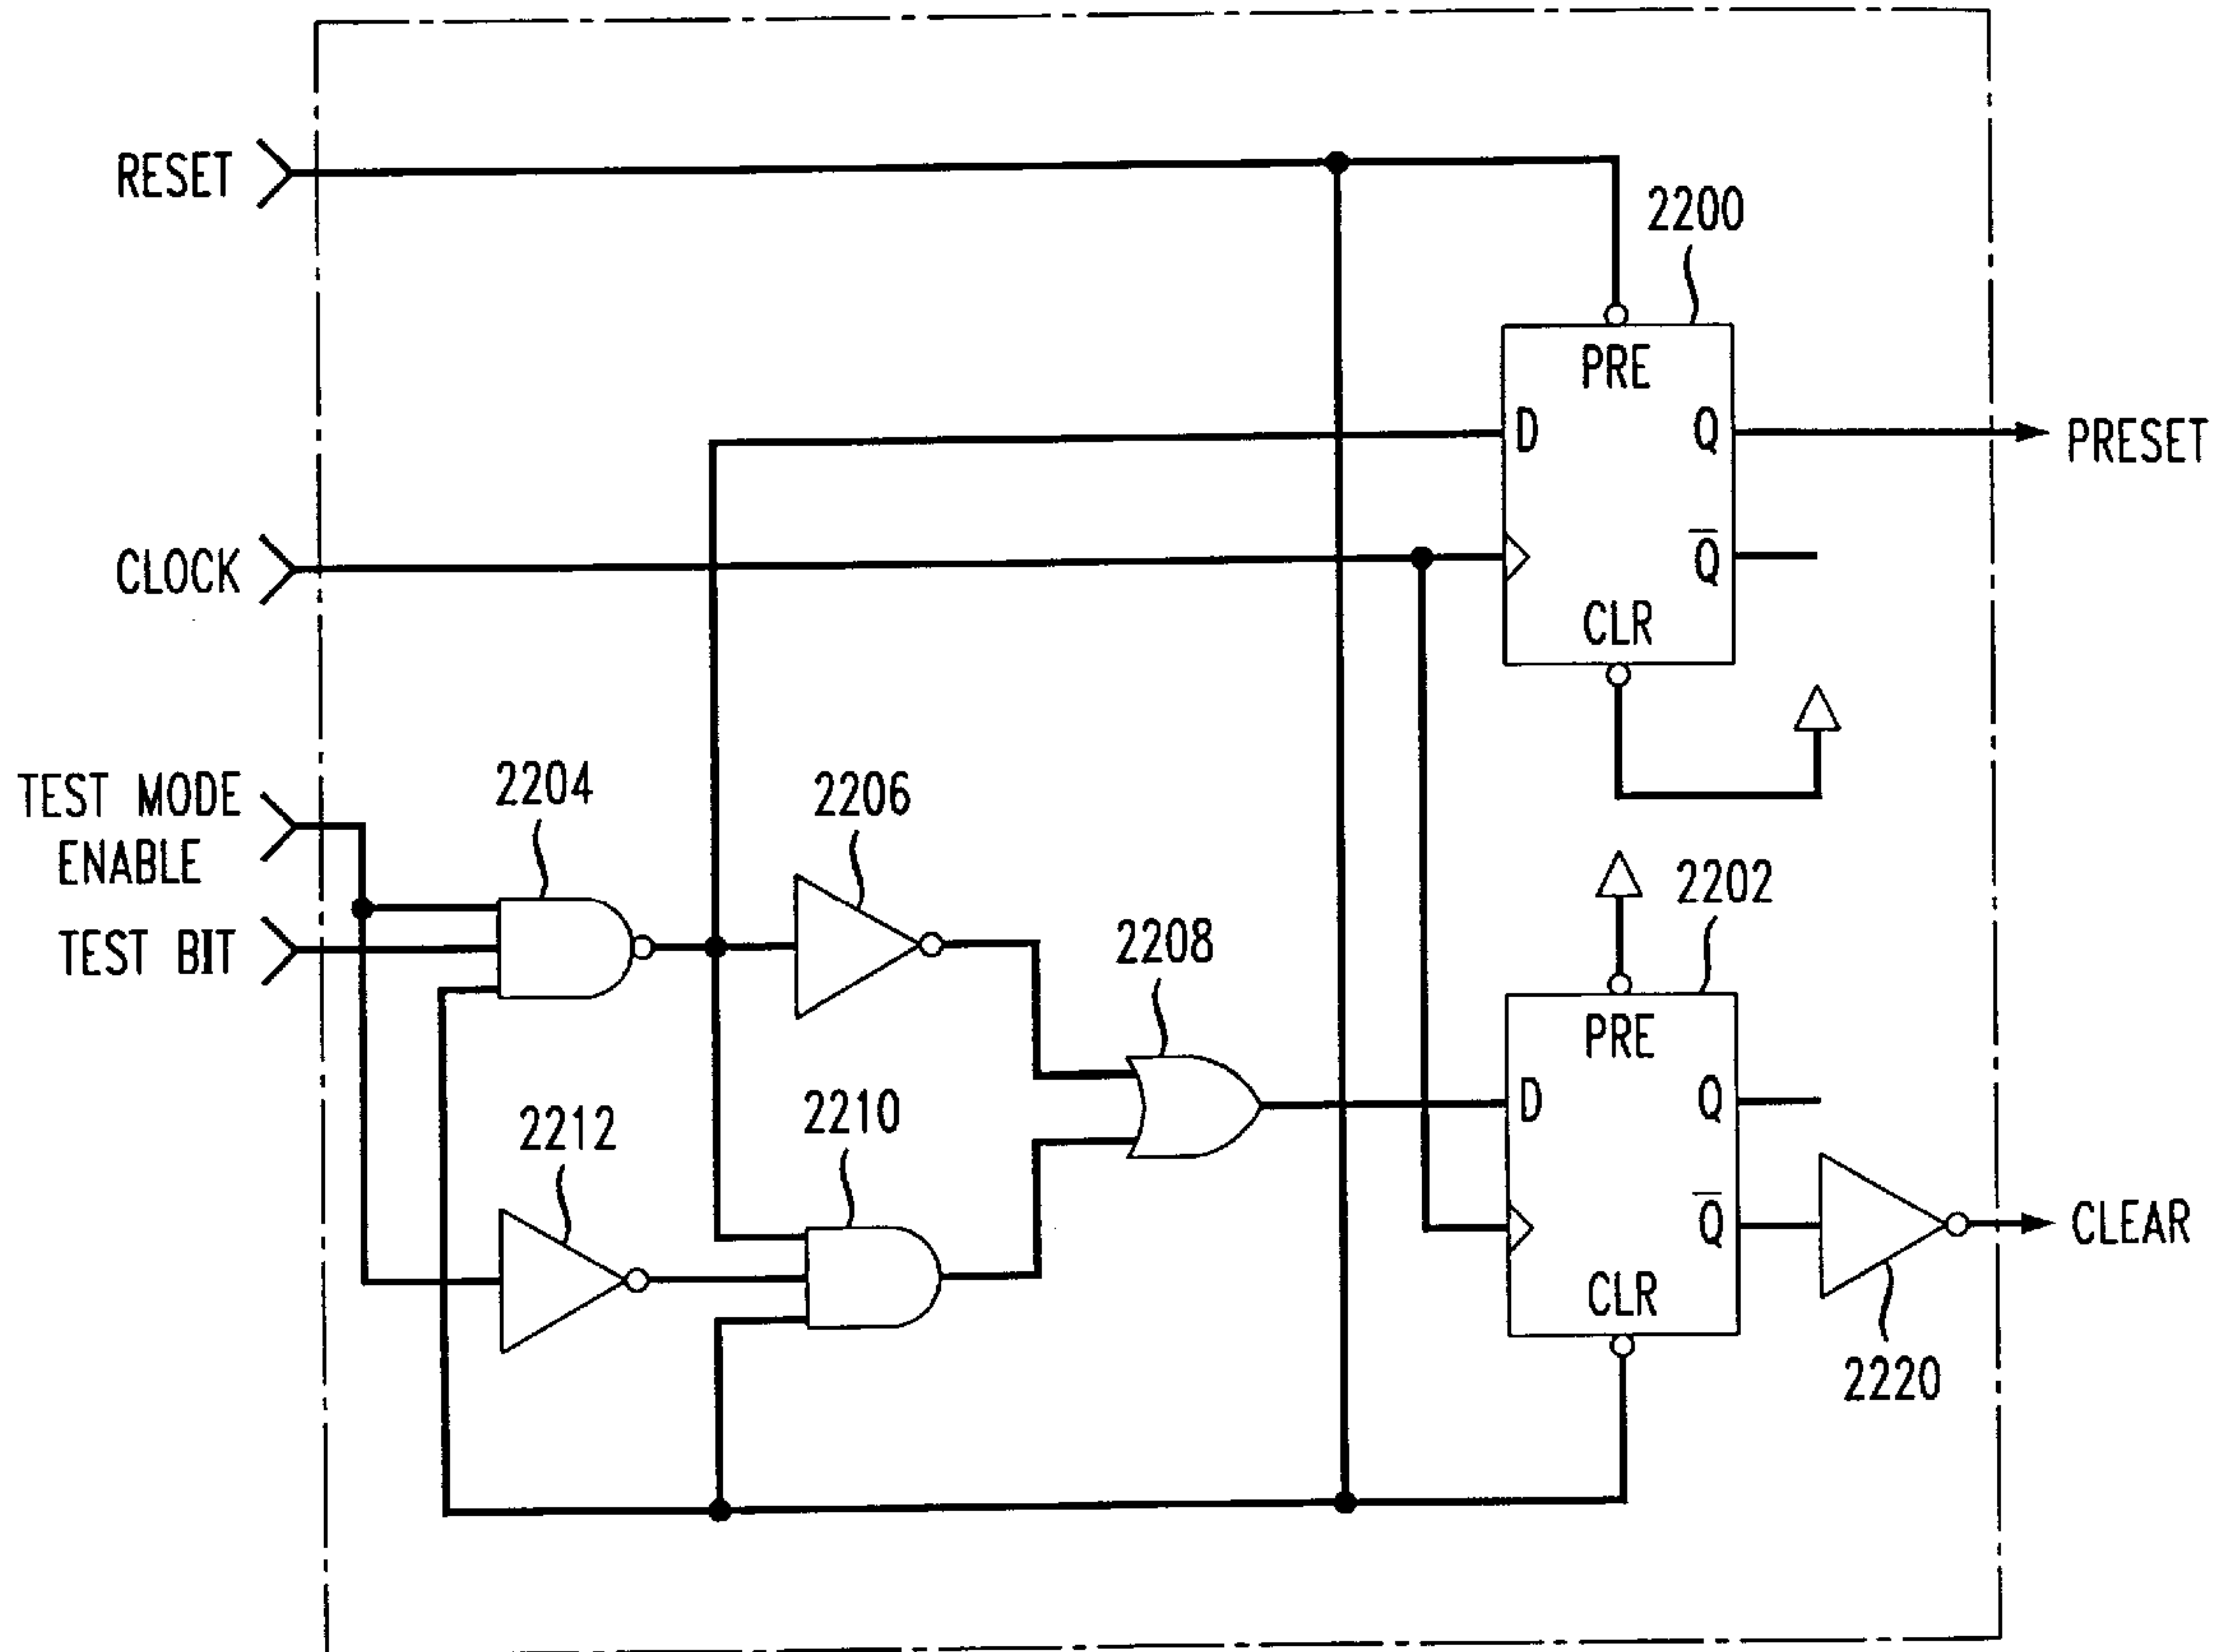 RESET
2200
PRE
D
Q
PRESET
CLOCK
Q̅
CLR
TEST MODE
ENABLE
2204
2206
TEST BIT
2208
2202
PRE
2212
2210
D
Q
Q̅
CLEAR
CLR
2220